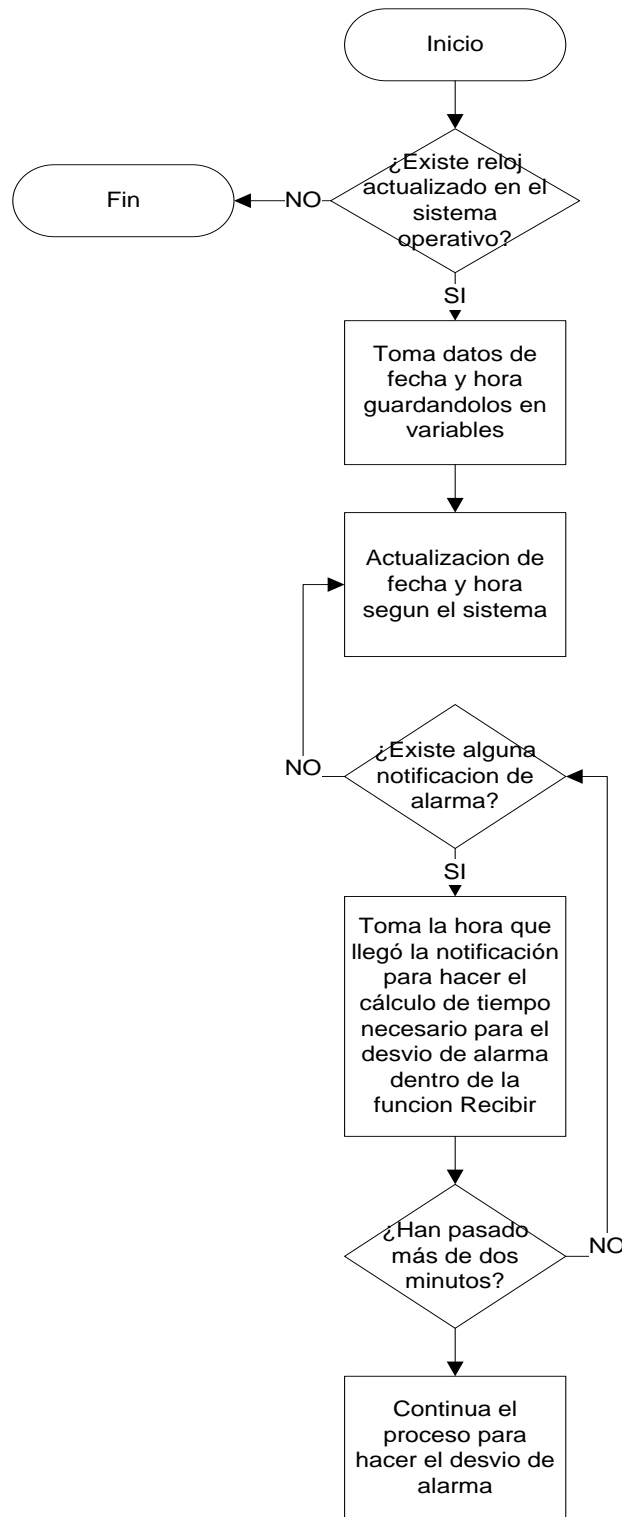 Inicio
¿Existe reloj
actualizado en el
sistema
operativo?
NO
Fin
SI
Toma datos de
fecha y hora
guardandolos en
variables
Actualizacion de
fecha y hora
segun el sistema
¿Existe alguna
notificacion de
alarma?
NO
SI
Toma la hora que
llegó la notificación
para hacer el
cálculo de tiempo
necesario para el
desvio de alarma
dentro de la
funcion Recibir
¿Han pasado
más de dos
minutos?
NO
Continua el
proceso para
hacer el desvio de
alarma